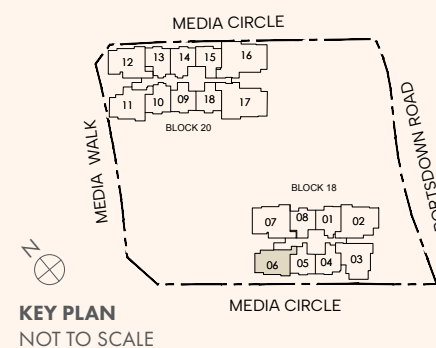 MEDIA CIRCLE
12 13 14 15 16
11 10 09 18 17
BLOCK 20
MEDIA WALK
PORTSDOWN ROAD
BLOCK 18
07 08 01 02
06 05 04 03
N
MEDIA CIRCLE
KEY PLAN
NOT TO SCALE